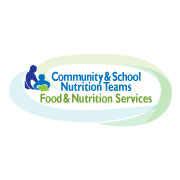 Community & School
Nutrition Teams
Food & Nutrition Services